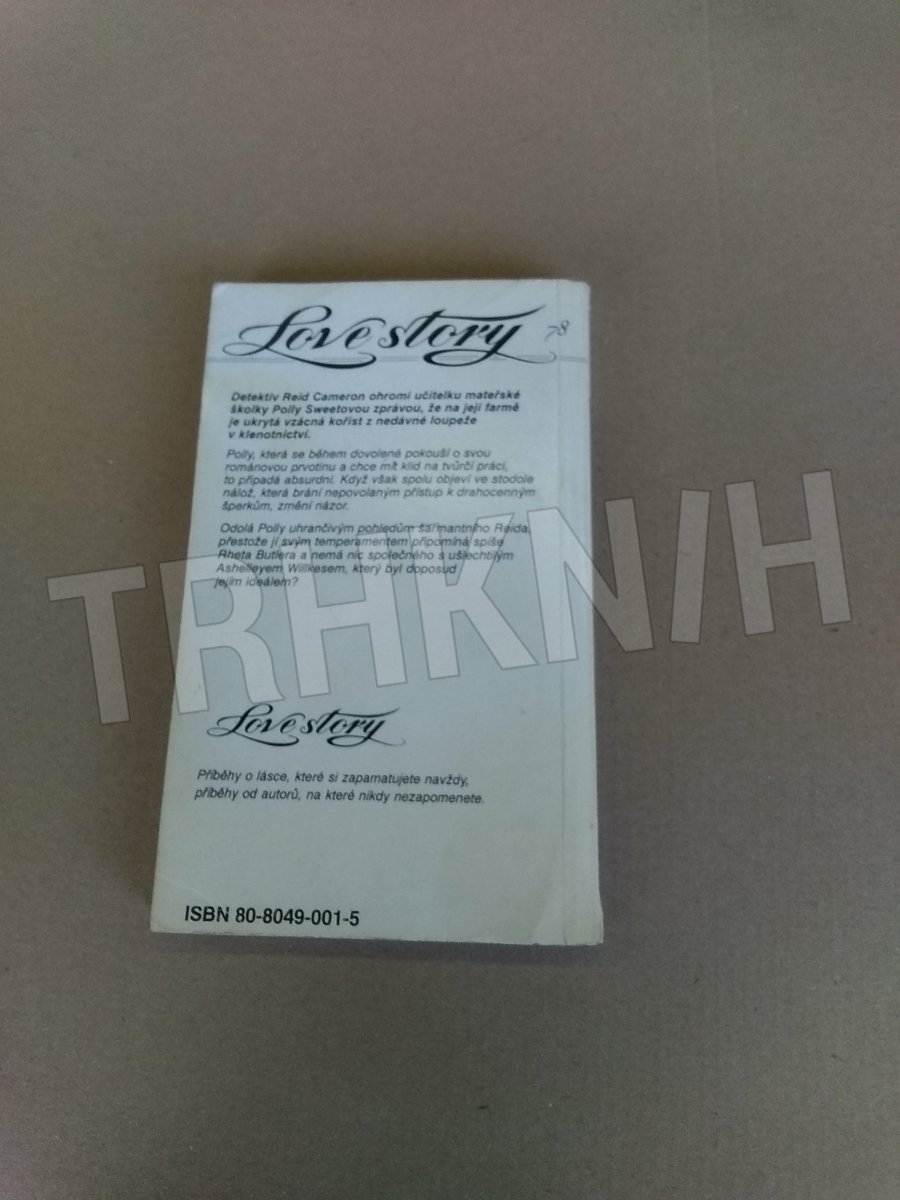 Love story 78
Detektiv Reid Cameron ohromí učitelku mateřské
školky Polly Sweetovou zprávou, že na její farmě
je ukrytá vzácná kořist z nedávné loupeže
v klenotnictví.
Polly, která se během dovolené pokouší o svou
románovou prvotinu a chce mít klid na tvůrčí práci,
to připadá absurdní. Když však spolu objeví ve stodole
nálož, která brání nepovolaným přístup k drahocenným
šperkům, změní názor.
Odolá Polly uhrančivým pohledům šarmantního Reida,
přestože jí svým temperamentem připomíná spíše
Rheta Butlera a nemá nic společného s ušlechtilým
Ashelleyem Willkesem, který byl doposud
jejím ideálem?
TRHKNIH
Love story
Příběhy o lásce, které si zapamatujete navždy,
příběhy od autorů, na které nikdy nezapomenete.
ISBN 80-8049-001-5